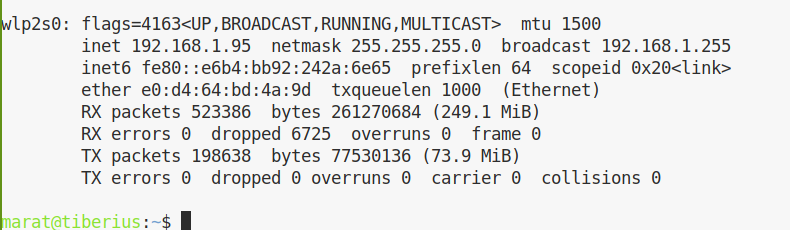 wlp2s0: flags=4163<UP,BROADCAST,RUNNING,MULTICAST>  mtu 1500
        inet 192.168.1.95  netmask 255.255.255.0  broadcast 192.168.1.255
        inet6 fe80::e6b4:bb92:242a:6e65  prefixlen 64  scopeid 0x20<link>
        ether e0:d4:64:bd:4a:9d  txqueuelen 1000  (Ethernet)
        RX packets 523386  bytes 261270684 (249.1 MiB)
        RX errors 0  dropped 6725  overruns 0  frame 0
        TX packets 198638  bytes 77530136 (73.9 MiB)
        TX errors 0  dropped 0 overruns 0  carrier 0  collisions 0
marat@tiberius:~$